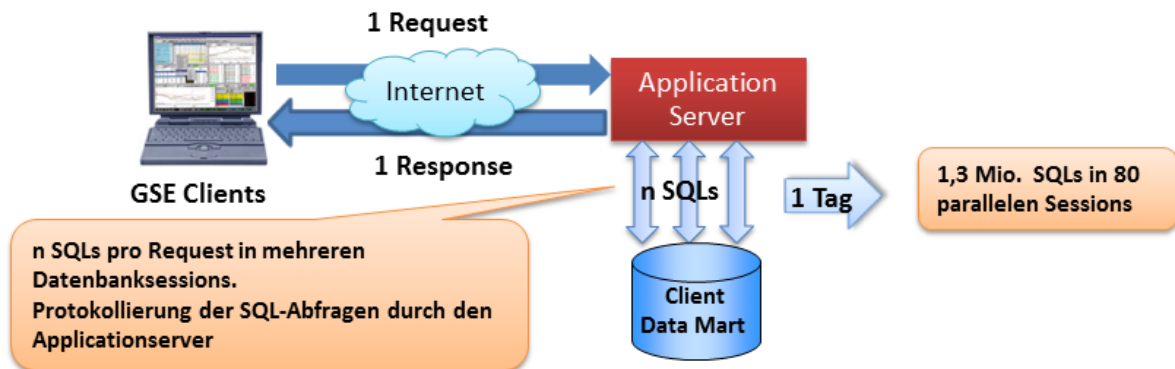 1 Request
Internet
Application
Server
1 Response
GSE Clients
n SQLs
1 Tag
1,3 Mio.  SQLs in 80
parallelen Sessions
n SQLs pro Request in mehreren
Datenbanksessions.
Protokollierung der SQL-Abfragen durch den
Applicationserver
Client
Data Mart